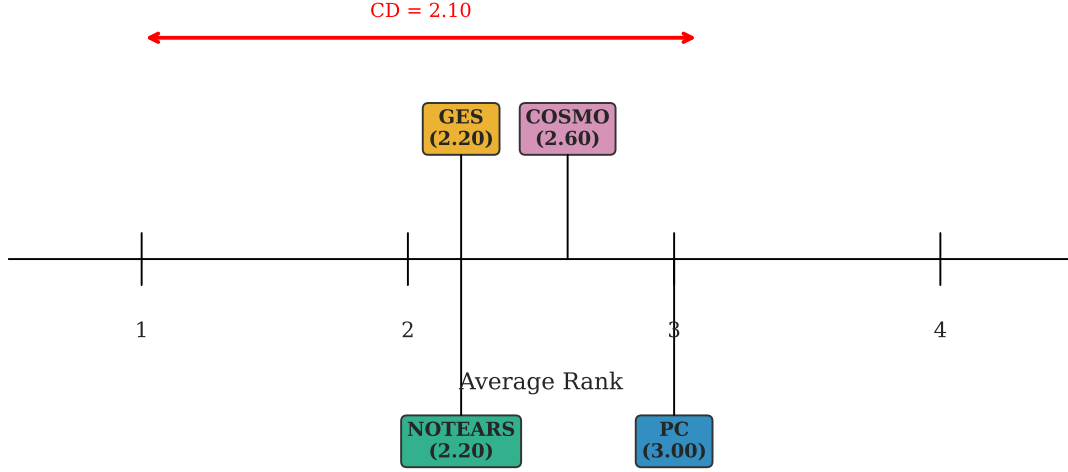 CD = 2.10
GES
(2.20)
COSMO
(2.60)
1
2
3
4
Average Rank
NOTEARS
(2.20)
PC
(3.00)